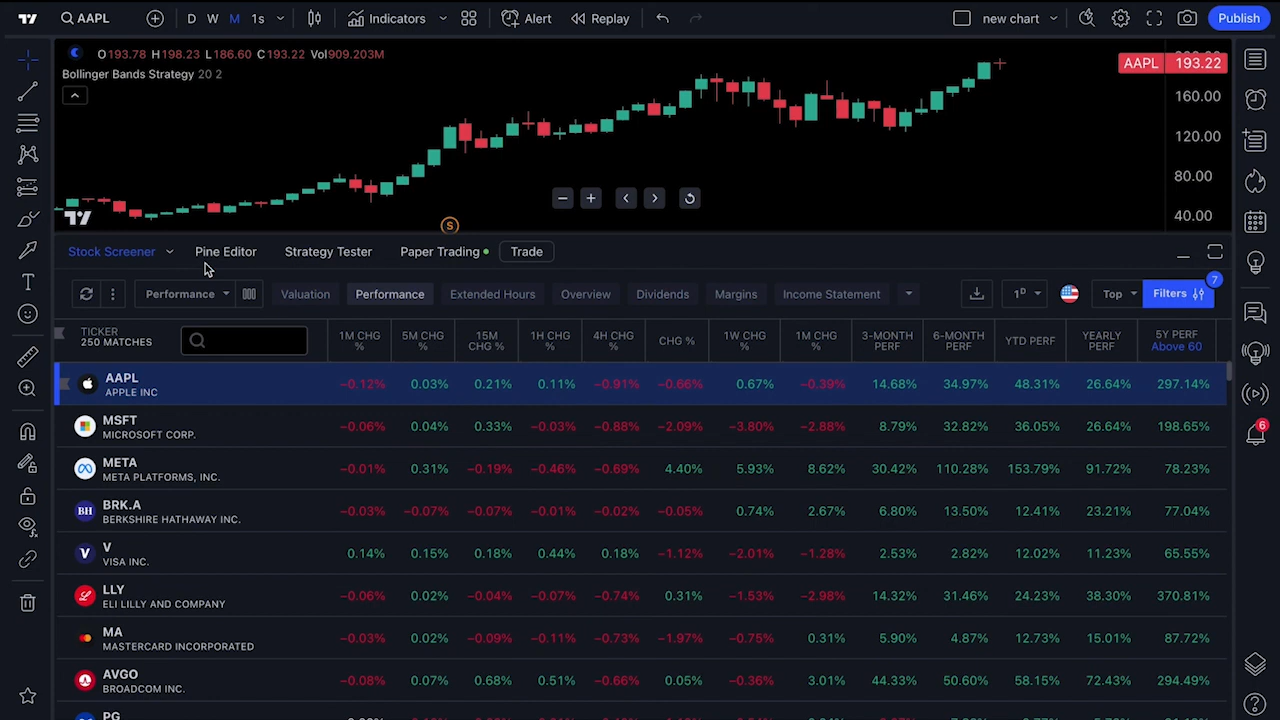 AAPL
D W M 1s Indicators Alert Replay new chart Publish
O193.78 H198.23 L186.60 C193.22 Vol909.203M
Bollinger Bands Strategy 20 2
AAPL 193.22
160.00
120.00
80.00
40.00
S
Stock Screener Pine Editor Strategy Tester Paper Trading Trade
Performance Valuation Performance Extended Hours Overview Dividends Margins Income Statement 1D Top Filters 7
TICKER
250 MATCHES
1M CHG %
5M CHG %
15M CHG %
1H CHG %
4H CHG %
CHG %
1W CHG %
1M CHG %
3-MONTH PERF
6-MONTH PERF
YTD PERF
YEARLY PERF
5Y PERF
Above 60
AAPL
APPLE INC
−0.12% 0.03% 0.21% 0.11% −0.91% −0.66% 0.67% −0.39% 14.68% 34.97% 48.31% 26.64% 297.14%
MSFT
MICROSOFT CORP.
−0.06% 0.04% 0.33% −0.03% −0.88% −2.09% −3.80% −2.88% 8.79% 32.82% 36.05% 26.64% 198.65%
META
META PLATFORMS, INC.
−0.01% 0.31% −0.19% −0.46% −0.69% 4.40% 5.93% 8.62% 30.42% 110.28% 153.79% 91.72% 78.23%
BH
BRK.A
BERKSHIRE HATHAWAY INC.
−0.03% −0.07% −0.07% −0.01% −0.02% −0.05% 0.74% 2.67% 6.80% 13.50% 12.41% 23.21% 77.04%
V
V
VISA INC.
0.14% 0.15% 0.18% 0.44% 0.18% −1.12% −2.01% −1.28% 2.53% 2.82% 12.02% 11.23% 65.55%
LLY
ELI LILLY AND COMPANY
−0.06% 0.02% −0.04% −0.07% −0.74% 0.31% −1.53% −2.98% 14.32% 31.46% 24.23% 38.30% 370.81%
MA
MASTERCARD INCORPORATED
−0.03% 0.02% −0.09% −0.11% −0.73% −1.97% −0.75% 0.31% 5.90% 4.87% 12.73% 15.01% 87.72%
AVGO
BROADCOM INC.
−0.08% 0.07% 0.68% 0.51% −0.66% 0.05% −0.36% 3.01% 44.33% 50.60% 58.15% 72.43% 294.49%
PG
6